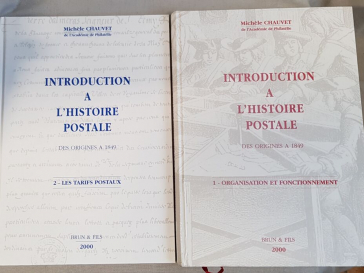 Michèle CHAUVET
de l'Académie de Philatélie
INTRODUCTION
A
L'HISTOIRE
POSTALE
DES ORIGINES A 1849
2 - LES TARIFS POSTAUX
BRUN & FILS
2000
Michèle CHAUVET
de l'Académie de Philatélie
INTRODUCTION
A
L'HISTOIRE
POSTALE
DES ORIGINES A 1849
1 - ORGANISATION ET FONCTIONNEMENT
BRUN & FILS
2000